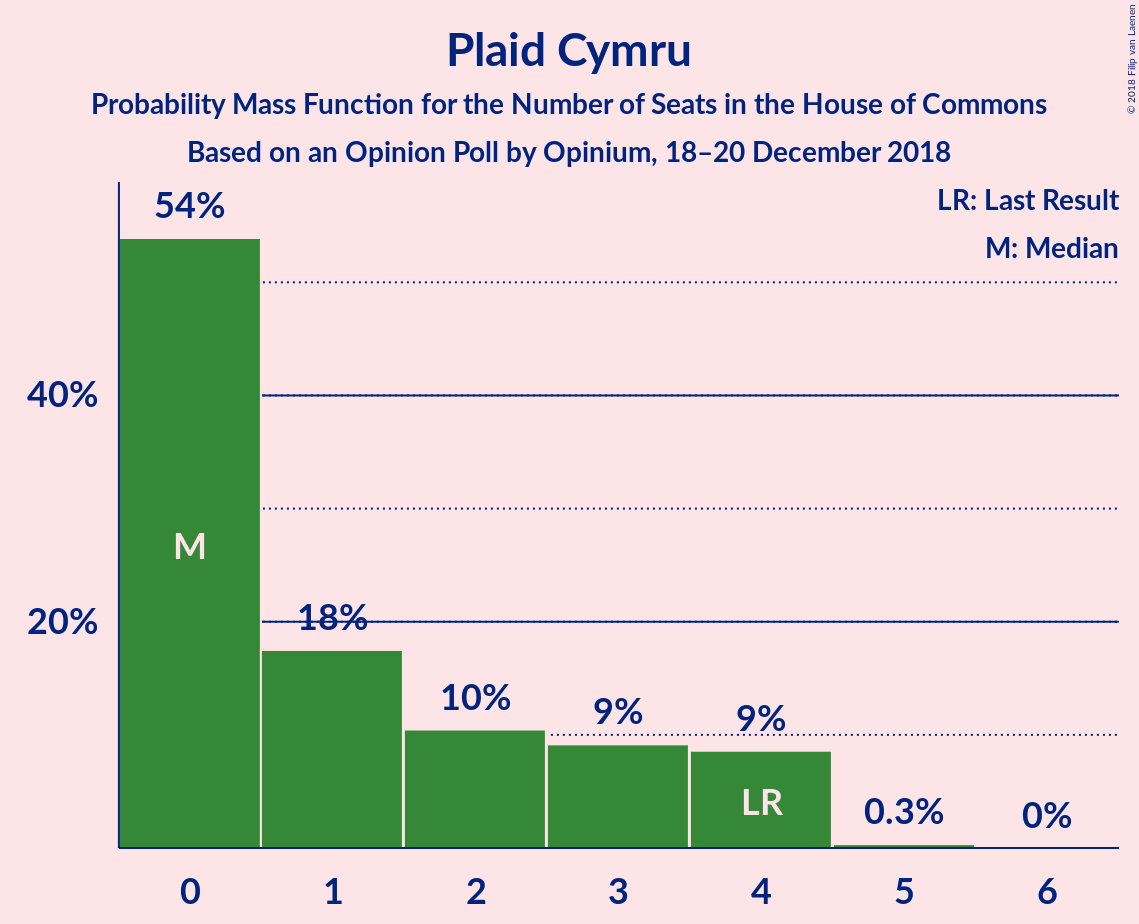 Plaid Cymru
Probability Mass Function for the Number of Seats in the House of Commons
Based on an Opinion Poll by Opinium, 18–20 December 2018
© 2018 Filip van Laenen
LR: Last Result
M: Median
54%
40%
M
20%
18%
10%
9%
9%
LR
0.3%
0%
0 1 2 3 4 5 6